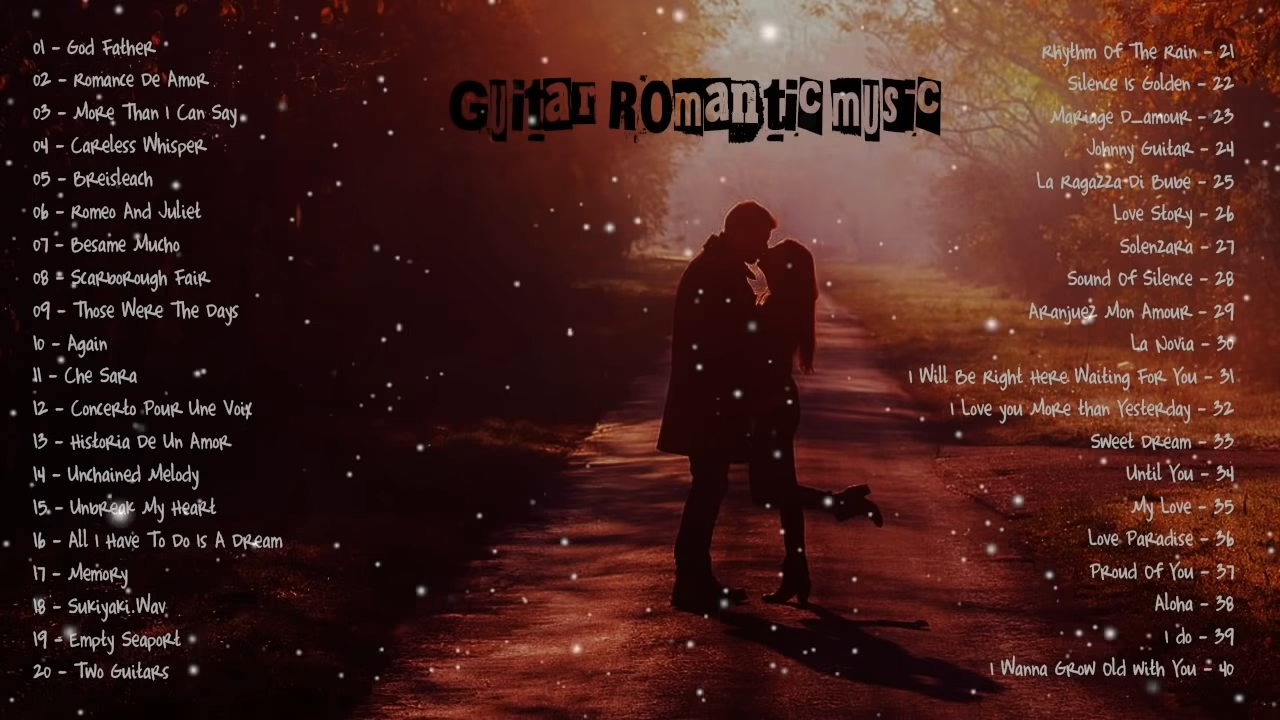 Guitar Romantic music
01 - God Father
02 - Romance De Amor
03 - More Than I Can Say
04 - Careless Whisper
05 - Breisleach
06 - Romeo And Juliet
07 - Besame Mucho
08 - Scarborough Fair
09 - Those Were The Days
10 - Again
11 - Che Sara
12 - Concerto Pour Une Voix
13 - Historia De Un Amor
14 - Unchained Melody
15 - Unbreak My Heart
16 - All I Have To Do Is A Dream
17 - Memory
18 - Sukiyaki.Wav
19 - Empty Seaport
20 - Two Guitars
Rhythm Of The Rain - 21
Silence Is Golden - 22
Mariage D_amour - 23
Johnny Guitar - 24
La Ragazza Di Bube - 25
Love Story - 26
Solenzara - 27
Sound Of Silence - 28
Aranjuez Mon Amour - 29
La Novia - 30
I Will Be Right Here Waiting For You - 31
I Love you More than Yesterday - 32
Sweet Dream - 33
Until You - 34
My Love - 35
Love Paradise - 36
Proud Of You - 37
Aloha - 38
I do - 39
I Wanna Grow Old With You - 40